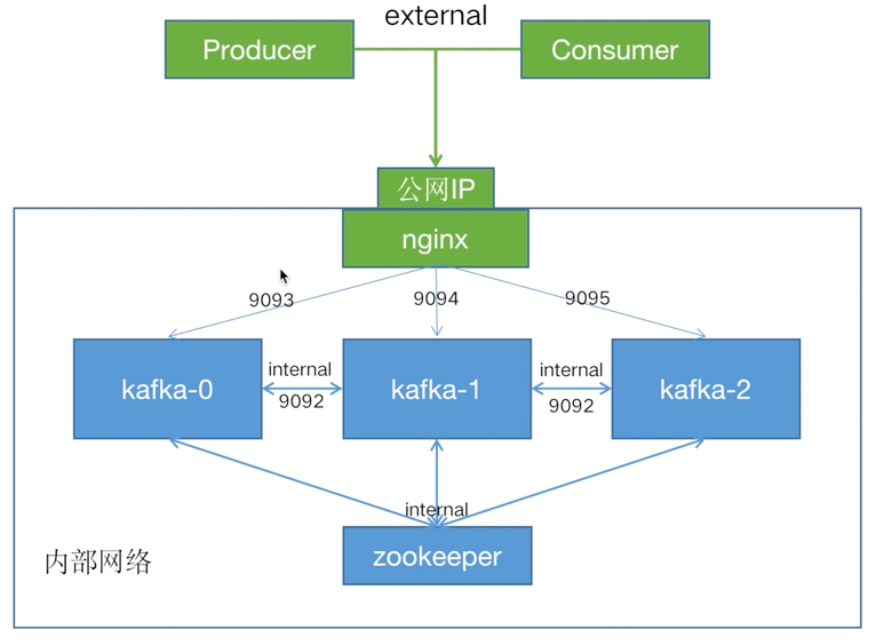 external
Producer
Consumer
公网IP
nginx
9093
9094
9095
kafka-0
internal
9092
kafka-1
internal
9092
kafka-2
internal
zookeeper
内部网络